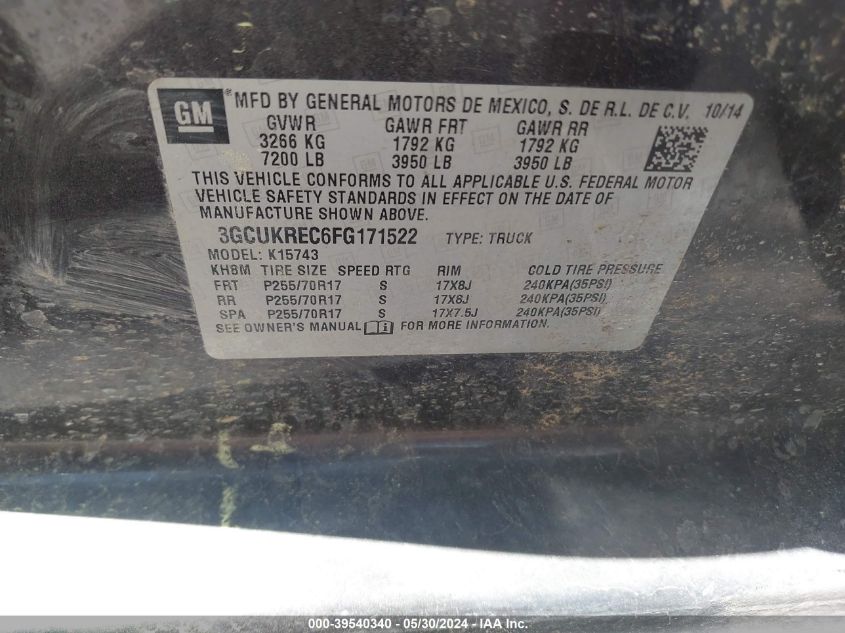 GM
* MFD BY GENERAL MOTORS DE MEXICO, S. DE R.L. DE C.V. 10/14
GVWR GAWR FRT GAWR RR
3266 KG 1792 KG 1792 KG
7200 LB 3950 LB 3950 LB
THIS VEHICLE CONFORMS TO ALL APPLICABLE U.S. FEDERAL MOTOR
VEHICLE SAFETY STANDARDS IN EFFECT ON THE DATE OF
MANUFACTURE SHOWN ABOVE.
3GCUKREC6FG171522 TYPE: TRUCK
MODEL: K15743
KH8M TIRE SIZE SPEED RTG RIM COLD TIRE PRESSURE
FRT P255/70R17 S 17X8J 240KPA(35PSI)
RR P255/70R17 S 17X8J 240KPA(35PSI)
SPA P255/70R17 S 17X7.5J 240KPA(35PSI)
SEE OWNER'S MANUAL FOR MORE INFORMATION.
000-39540340 - 05/30/2024 - IAA Inc.